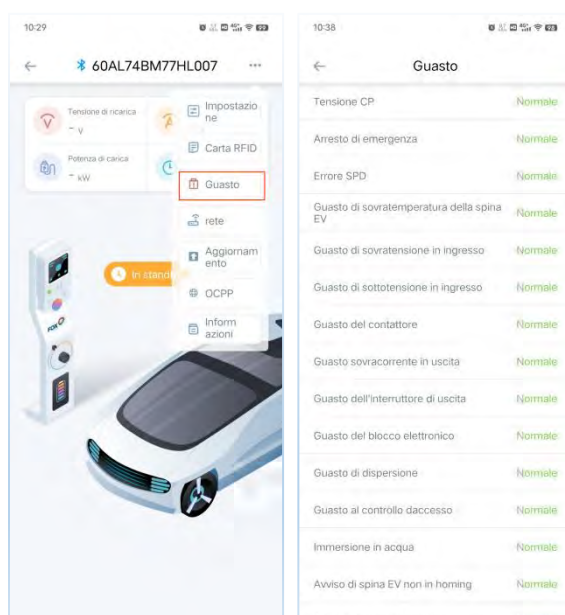 10:29
60AL74BM77HL007
Tensione di ricarica
- V
Potenza di carica
- kW
Impostazio
ne
Carta RFID
Guasto
rete
Aggiornam
ento
OCPP
Inform
azioni
In stand
FOX
10:38
Guasto
Tensione CP Normale
Arresto di emergenza Normale
Errore SPD Normale
Guasto di sovratemperatura della spina
EV Normale
Guasto di sovratensione in ingresso Normale
Guasto di sottotensione in ingresso Normale
Guasto del contattore Normale
Guasto sovracorrente in uscita Normale
Guasto dell'interruttore di uscita Normale
Guasto del blocco elettronico Normale
Guasto di dispersione Normale
Guasto al controllo daccesso Normale
Immersione in acqua Normale
Avviso di spina EV non in homing Normale